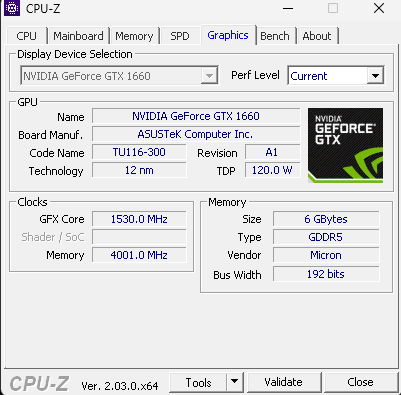 CPU-Z
CPU Mainboard Memory SPD Graphics Bench About
Display Device Selection
NVIDIA GeForce GTX 1660 Perf Level Current
GPU
Name NVIDIA GeForce GTX 1660
Board Manuf. ASUSTeK Computer Inc.
Code Name TU116-300 Revision A1
Technology 12 nm TDP 120.0 W
NVIDIA
GEFORCE
GTX
Clocks
GFX Core 1530.0 MHz
Shader / SoC
Memory 4001.0 MHz
Memory
Size 6 GBytes
Type GDDR5
Vendor Micron
Bus Width 192 bits
CPU-Z Ver. 2.03.0.x64 Tools Validate Close